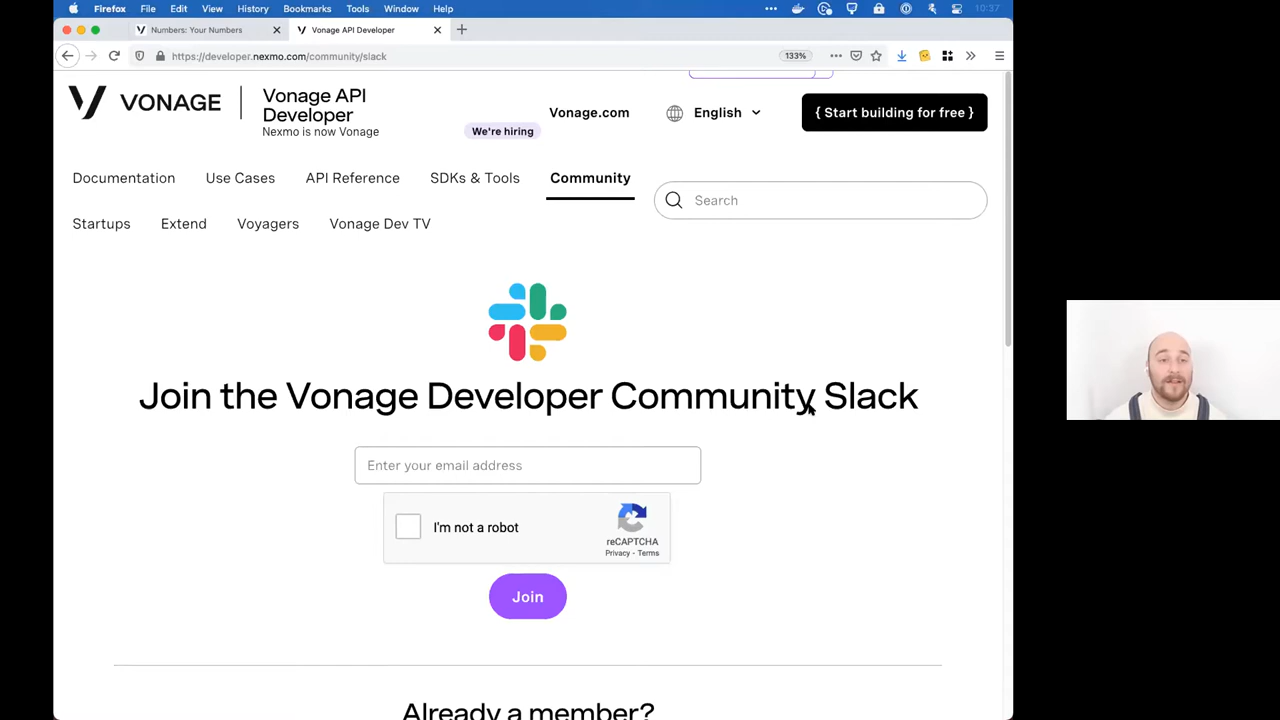 Firefox File Edit View History Bookmarks Tools Window Help 10:37
Numbers: Your Numbers
Vonage API Developer
https://developer.nexmo.com/community/slack
133%
VONAGE
Vonage API
Developer
Nexmo is now Vonage
We're hiring
Vonage.com
English
{ Start building for free }
Documentation Use Cases API Reference SDKs & Tools Community
Search
Startups Extend Voyagers Vonage Dev TV
Join the Vonage Developer Community Slack
Enter your email address
I'm not a robot
reCAPTCHA
Privacy - Terms
Join
Already a member?